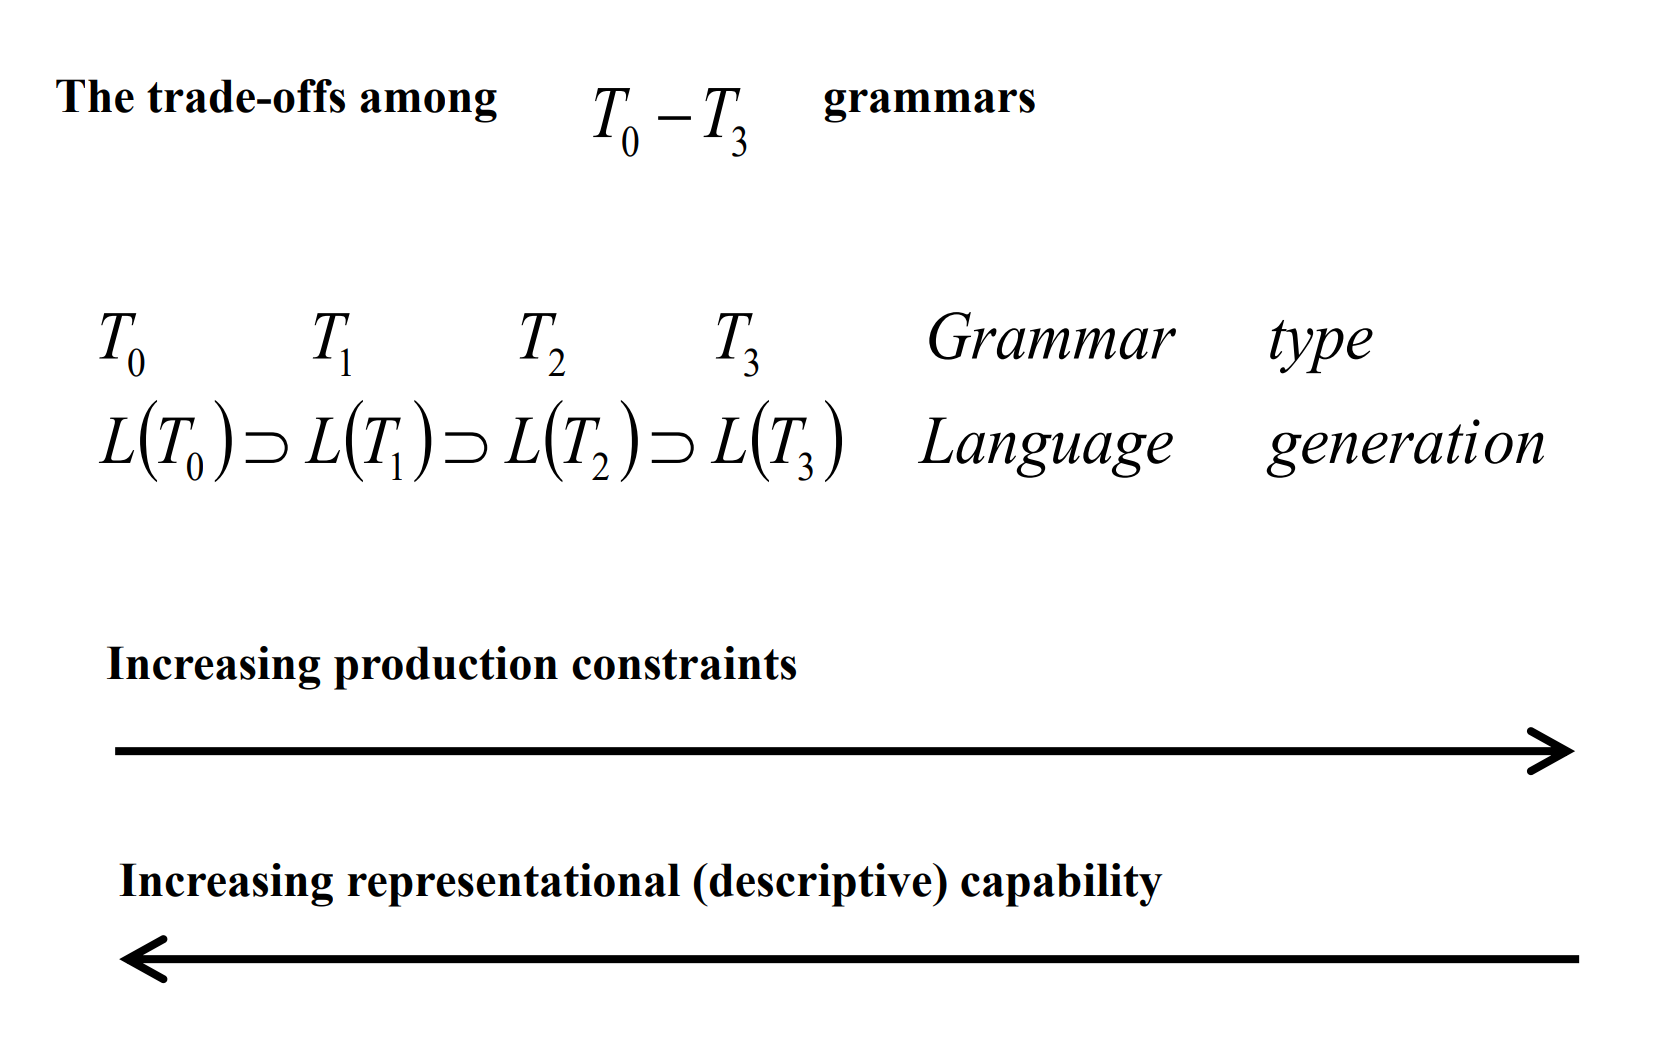 The trade-offs among T₀ – T₃ grammars
T₀ T₁ T₂ T₃ Grammar type
L(T₀) ⊃ L(T₁) ⊃ L(T₂) ⊃ L(T₃) Language generation
Increasing production constraints
Increasing representational (descriptive) capability